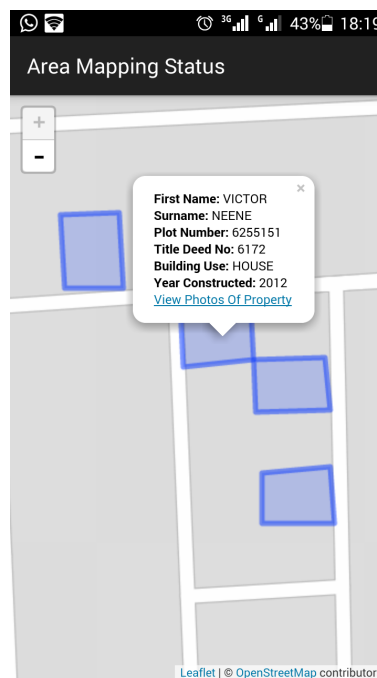 3G G 43% 18:19
Area Mapping Status
+
-
×
First Name: VICTOR
Surname: NEENE
Plot Number: 6255151
Title Deed No: 6172
Building Use: HOUSE
Year Constructed: 2012
View Photos Of Property
Leaflet | © OpenStreetMap contributor